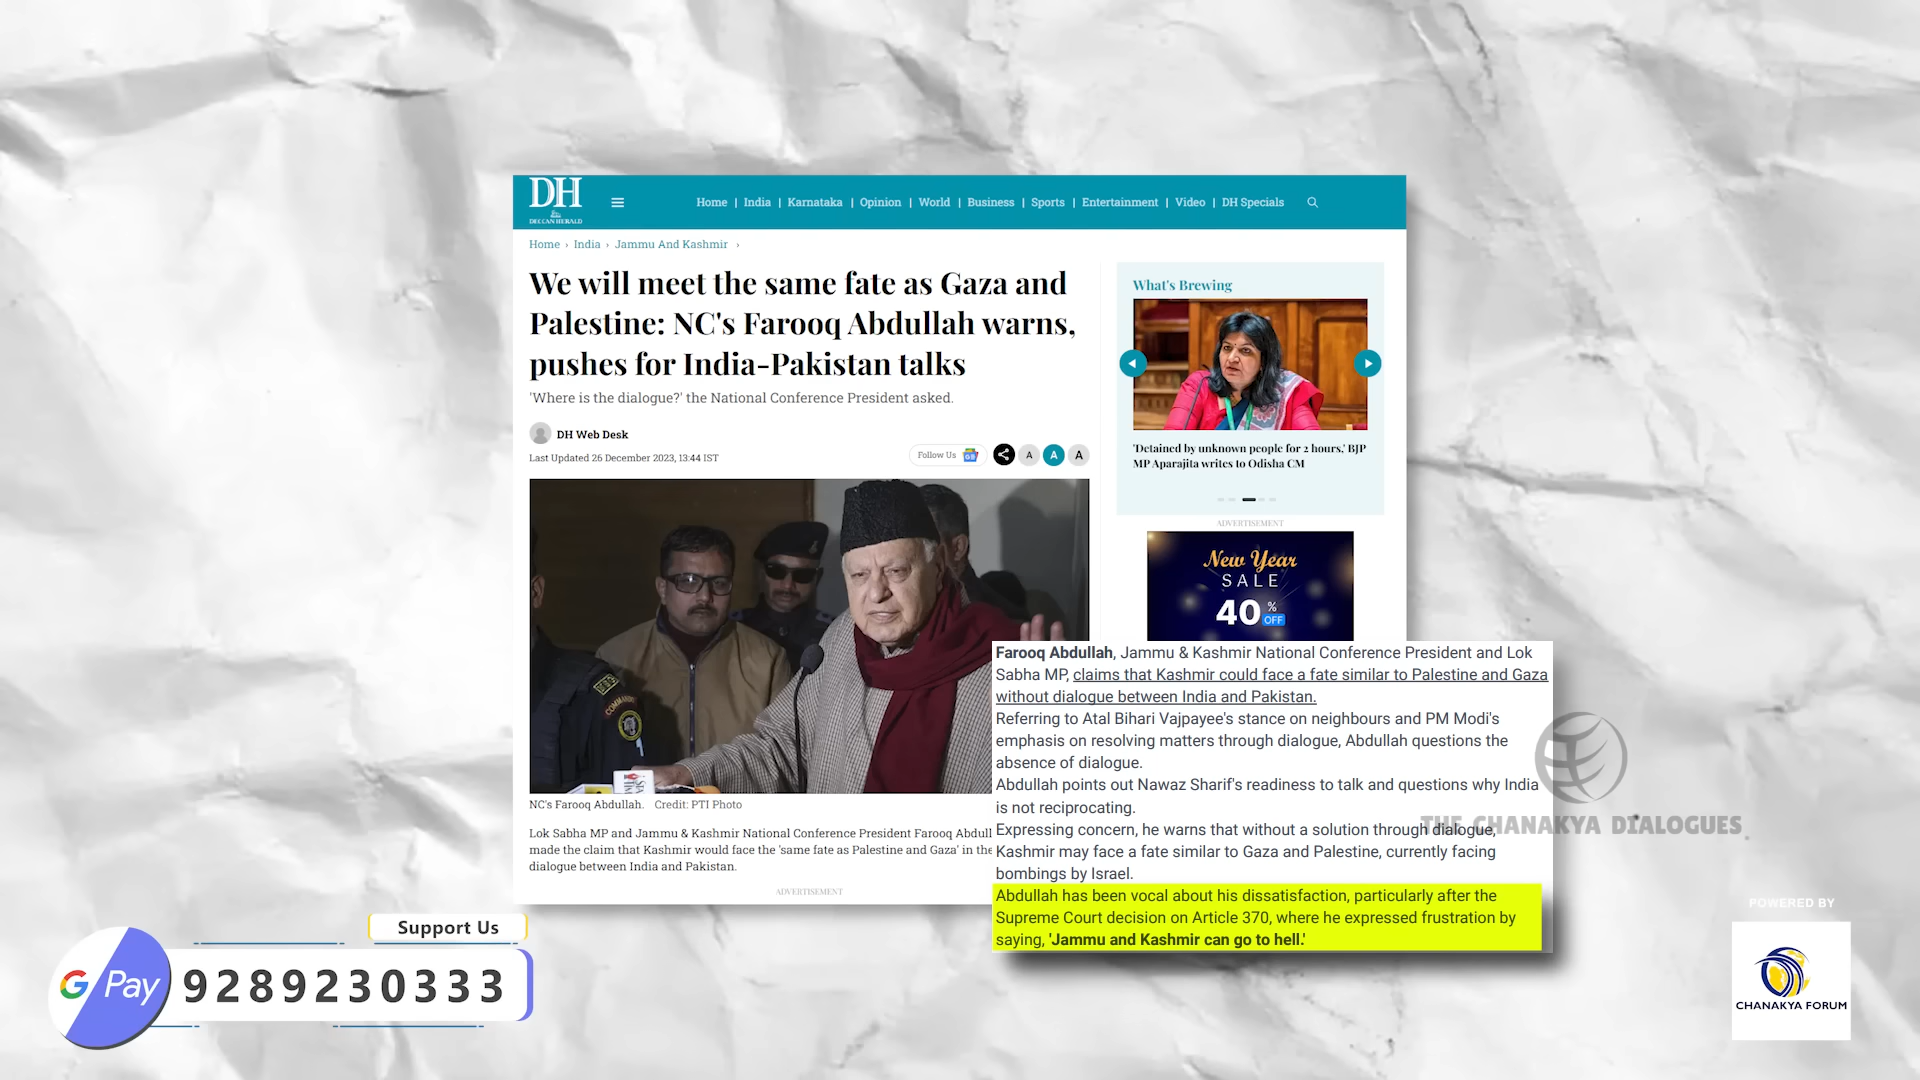 DH
DECCAN HERALD
Home | India | Karnataka | Opinion | World | Business | Sports | Entertainment | Video | DH Specials
Home › India › Jammu And Kashmir ›
We will meet the same fate as Gaza and
Palestine: NC's Farooq Abdullah warns,
pushes for India-Pakistan talks
'Where is the dialogue?' the National Conference President asked.
DH Web Desk
Last Updated 26 December 2023, 13:44 IST
Follow Us
A A A
COMMANDO
NC's Farooq Abdullah. Credit: PTI Photo
Lok Sabha MP and Jammu & Kashmir National Conference President Farooq Abdull
made the claim that Kashmir would face the 'same fate as Palestine and Gaza' in the
dialogue between India and Pakistan.
ADVERTISEMENT
What's Brewing
'Detained by unknown people for 2 hours,' BJP
MP Aparajita writes to Odisha CM
ADVERTISEMENT
New Year
SALE
40% OFF
Farooq Abdullah, Jammu & Kashmir National Conference President and Lok
Sabha MP, claims that Kashmir could face a fate similar to Palestine and Gaza
without dialogue between India and Pakistan.
Referring to Atal Bihari Vajpayee's stance on neighbours and PM Modi's
emphasis on resolving matters through dialogue, Abdullah questions the
absence of dialogue.
Abdullah points out Nawaz Sharif's readiness to talk and questions why India
is not reciprocating.
Expressing concern, he warns that without a solution through dialogue,
Kashmir may face a fate similar to Gaza and Palestine, currently facing
bombings by Israel.
Abdullah has been vocal about his dissatisfaction, particularly after the
Supreme Court decision on Article 370, where he expressed frustration by
saying, 'Jammu and Kashmir can go to hell.'
THE CHANAKYA DIALOGUES
Support Us
G Pay
9289230333
POWERED BY
CHANAKYA FORUM